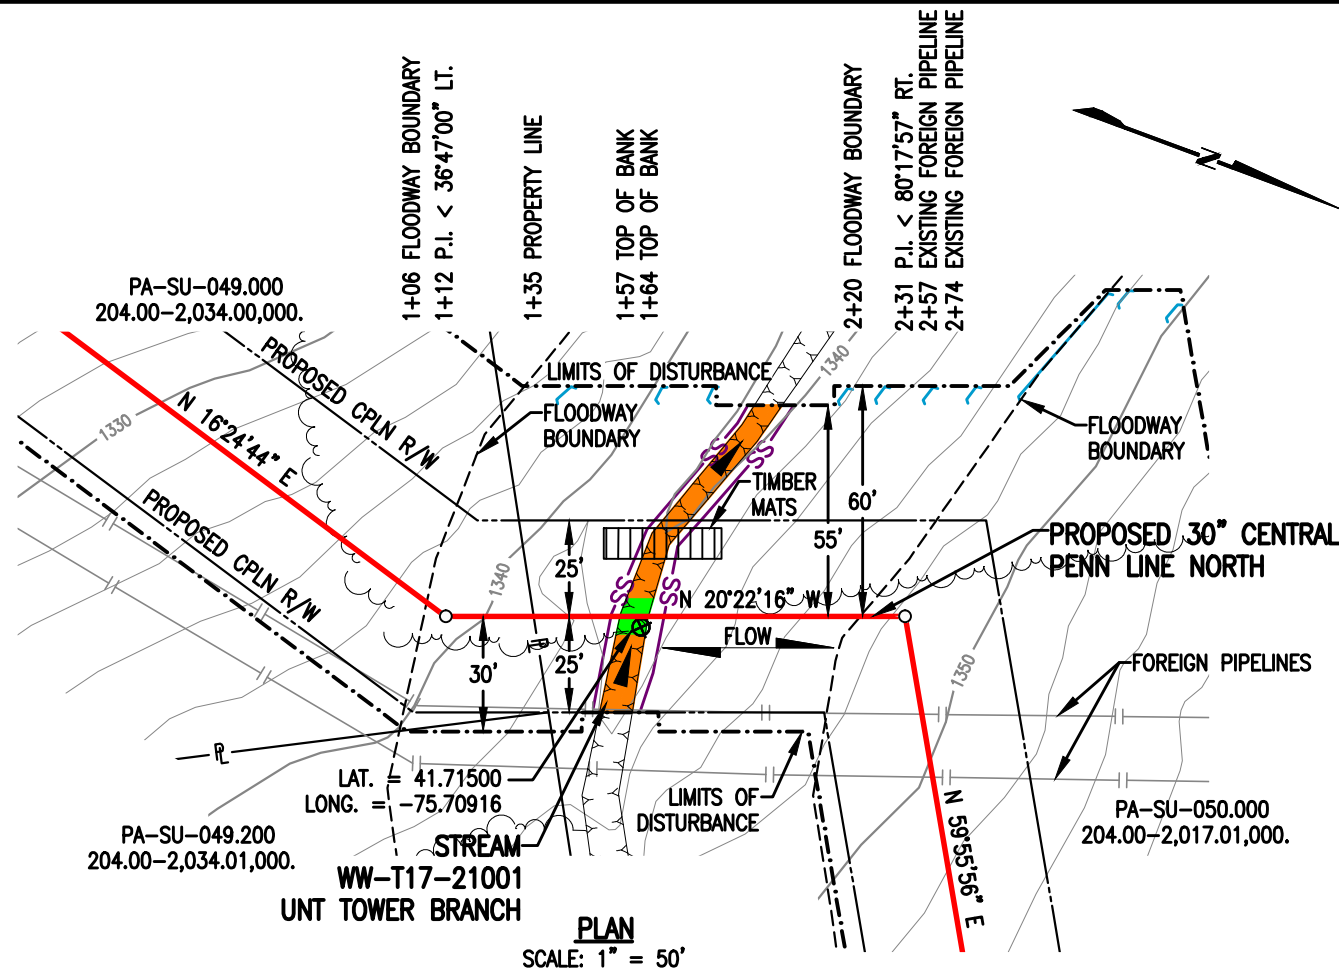 1+06 FLOODWAY BOUNDARY
1+12 P.I. < 36°47'00" LT.
1+35 PROPERTY LINE
1+57 TOP OF BANK
1+64 TOP OF BANK
2+20 FLOODWAY BOUNDARY
2+31 P.I. < 80°17'57" RT.
2+57 EXISTING FOREIGN PIPELINE
2+74 EXISTING FOREIGN PIPELINE
N
PA-SU-049.000
204.00-2,034.00,000.
PROPOSED CPLN R/W
LIMITS OF DISTURBANCE
1340
N 16°24'44" E
1330
FLOODWAY
BOUNDARY
FLOODWAY
BOUNDARY
SS
SS
TIMBER
MATS
60'
55'
PROPOSED CPLN R/W
PROPOSED 30" CENTRAL
PENN LINE NORTH
1340
25'
SS
SS
N 20°22'16" W
FLOW
30'
25'
PL
1350
FOREIGN PIPELINES
PL
LAT. = 41.71500
LONG. = -75.70916
LIMITS OF
DISTURBANCE
PA-SU-050.000
204.00-2,017.01,000.
N 59°55'56" E
PA-SU-049.200
204.00-2,034.01,000.
STREAM
WW-T17-21001
UNT TOWER BRANCH
PLAN
SCALE: 1" = 50'